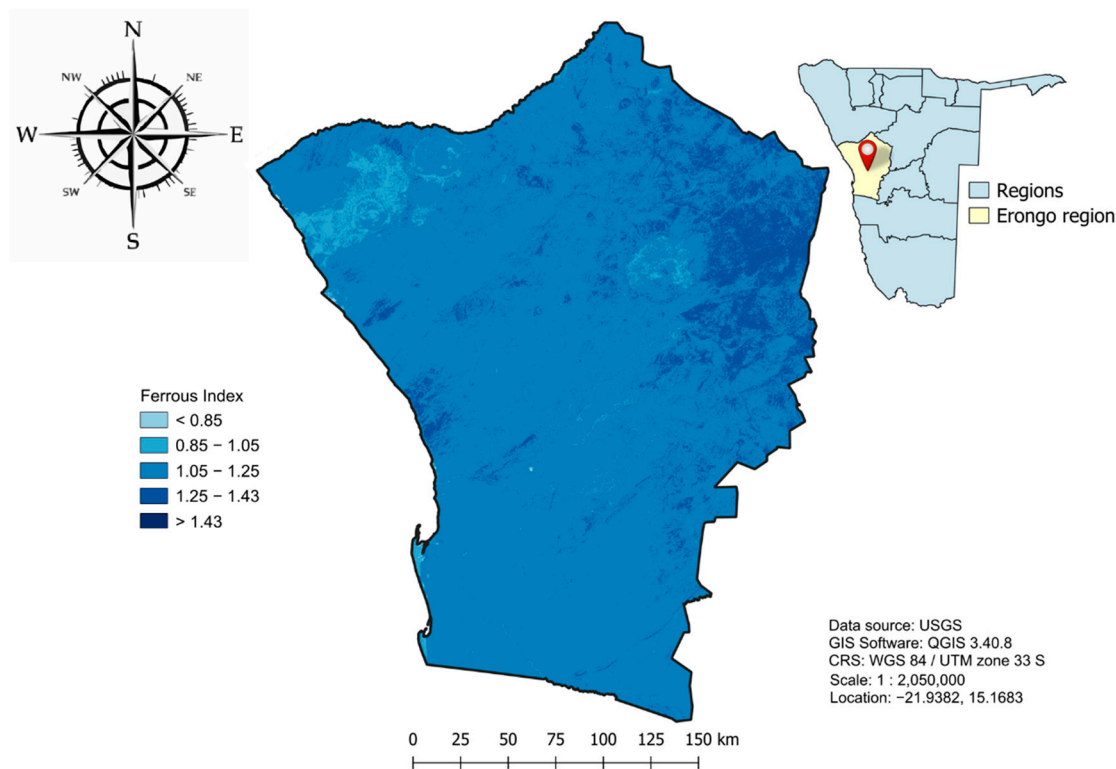 N
NW
NE
W
E
SW
SE
S
Regions
Erongo region
Ferrous Index
< 0.85
0.85 – 1.05
1.05 – 1.25
1.25 – 1.43
> 1.43
Data source: USGS
GIS Software: QGIS 3.40.8
CRS: WGS 84 / UTM zone 33 S
Scale: 1 : 2,050,000
Location: −21.9382, 15.1683
0 25 50 75 100 125 150 km